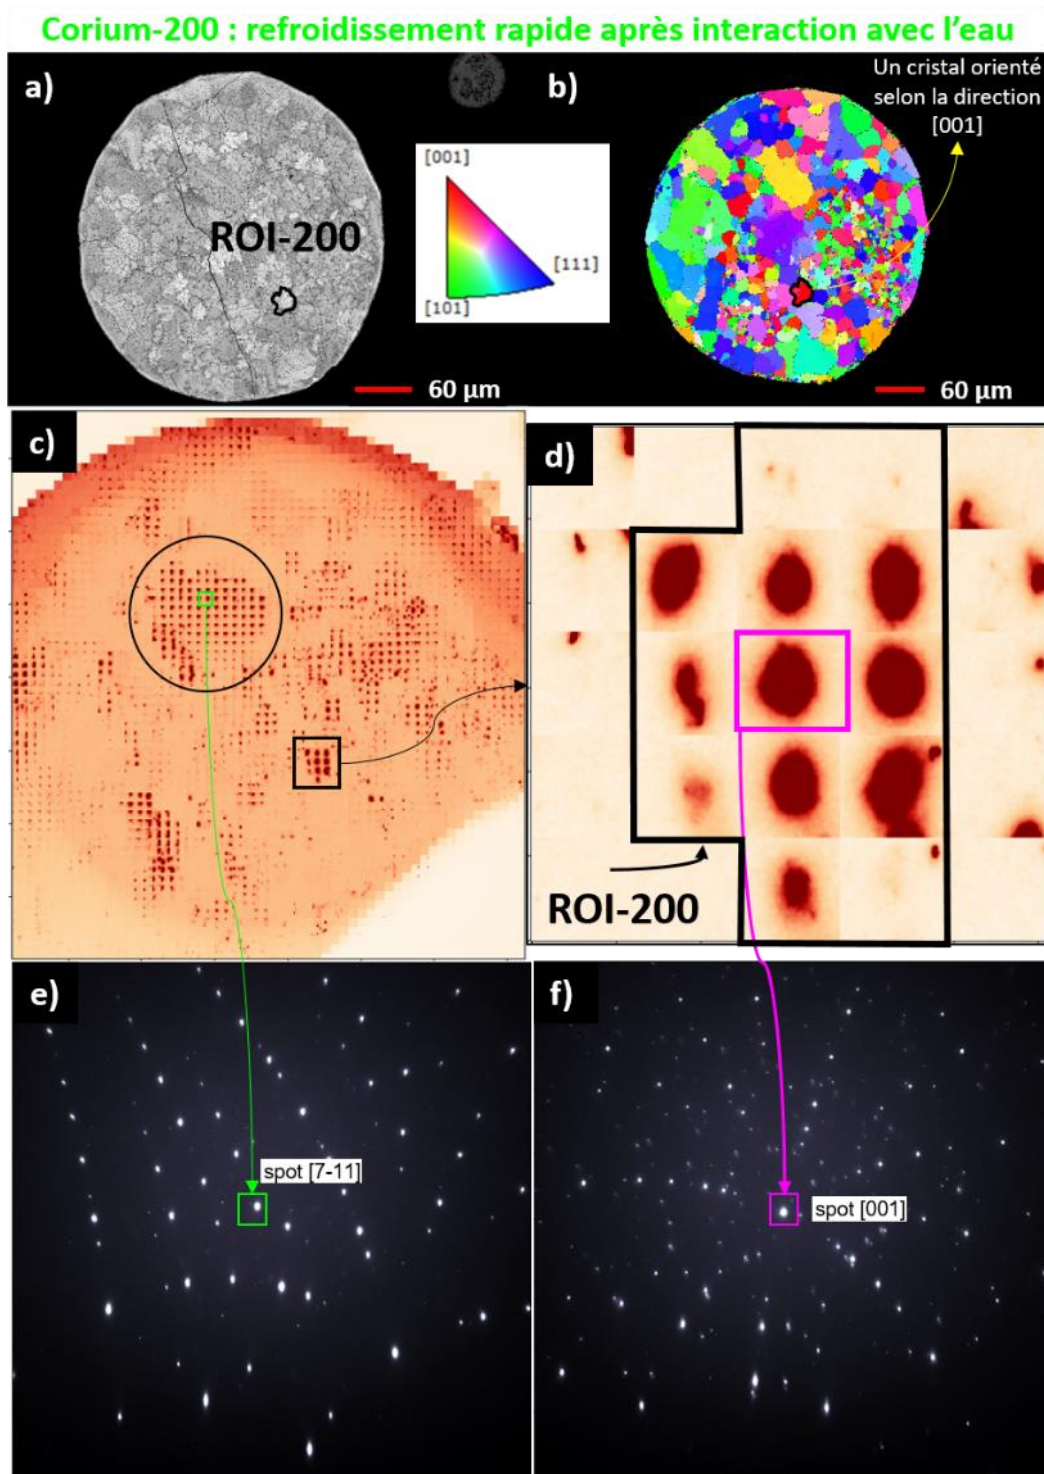 Corium-200 : refroidissement rapide après interaction avec l’eau
a)
ROI-200
60 µm
[001]
[111]
[101]
b)
Un cristal orienté
selon la direction
[001]
60 µm
c)
d)
ROI-200
e)
spot [7-11]
f)
spot [001]